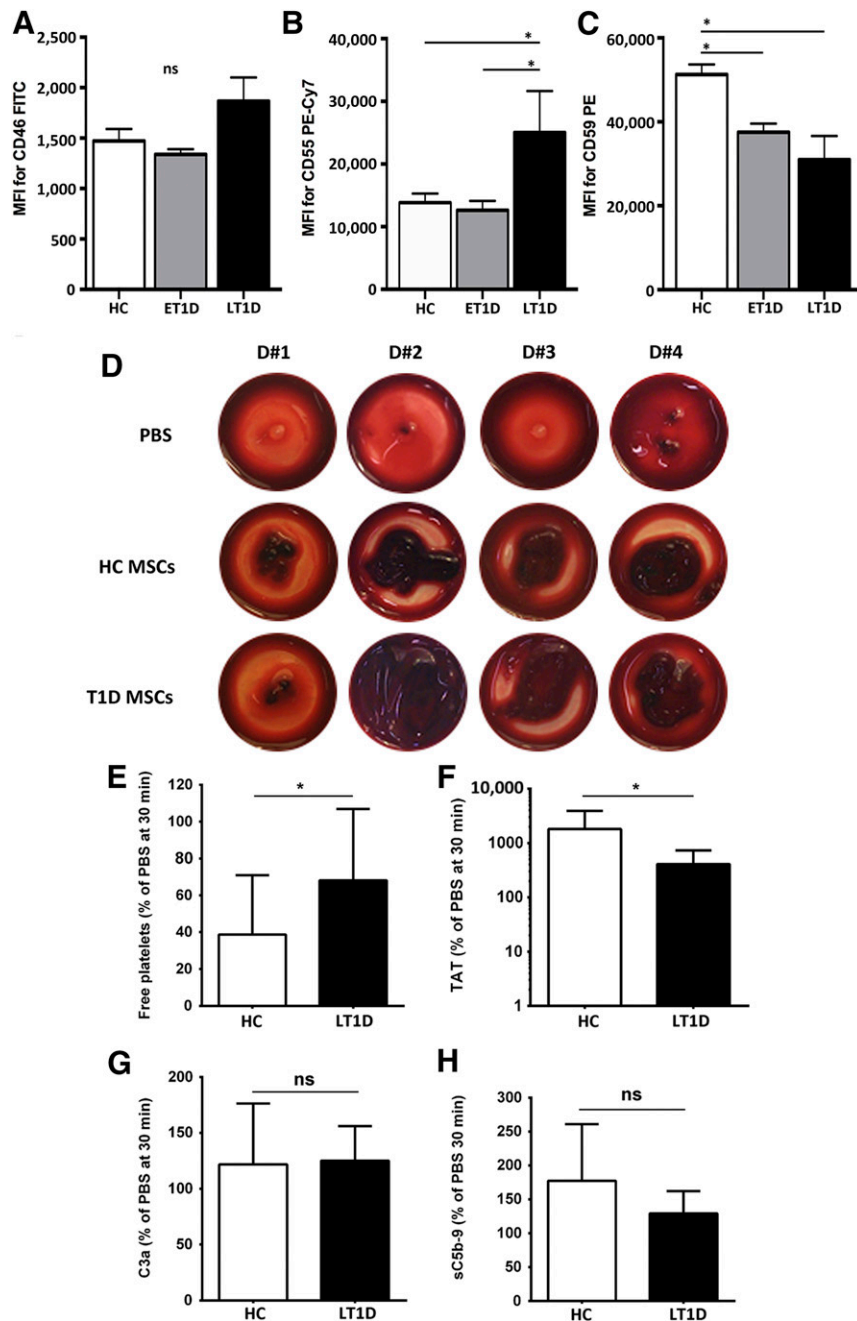 A
2,500
2,000
1,500
1,000
500
0
MFI for CD46 FITC
ns
HC
ET1D
LT1D
B
40,000
30,000
20,000
10,000
0
MFI for CD55 PE-Cy7
*
*
HC
ET1D
LT1D
C
60,000
40,000
20,000
0
MFI for CD59 PE
*
*
HC
ET1D
LT1D
D
D#1
D#2
D#3
D#4
PBS
HC MSCs
T1D MSCs
E
120
100
80
60
40
20
0
Free platelets (% of PBS at 30 min)
*
HC
LT1D
F
10,000
1000
100
10
1
TAT (% of PBS at 30 min)
*
HC
LT1D
G
200
150
100
50
0
C3a (% of PBS at 30 min)
ns
HC
LT1D
H
300
250
200
150
100
50
0
sC5b-9 (% of PBS 30 min)
ns
HC
LT1D